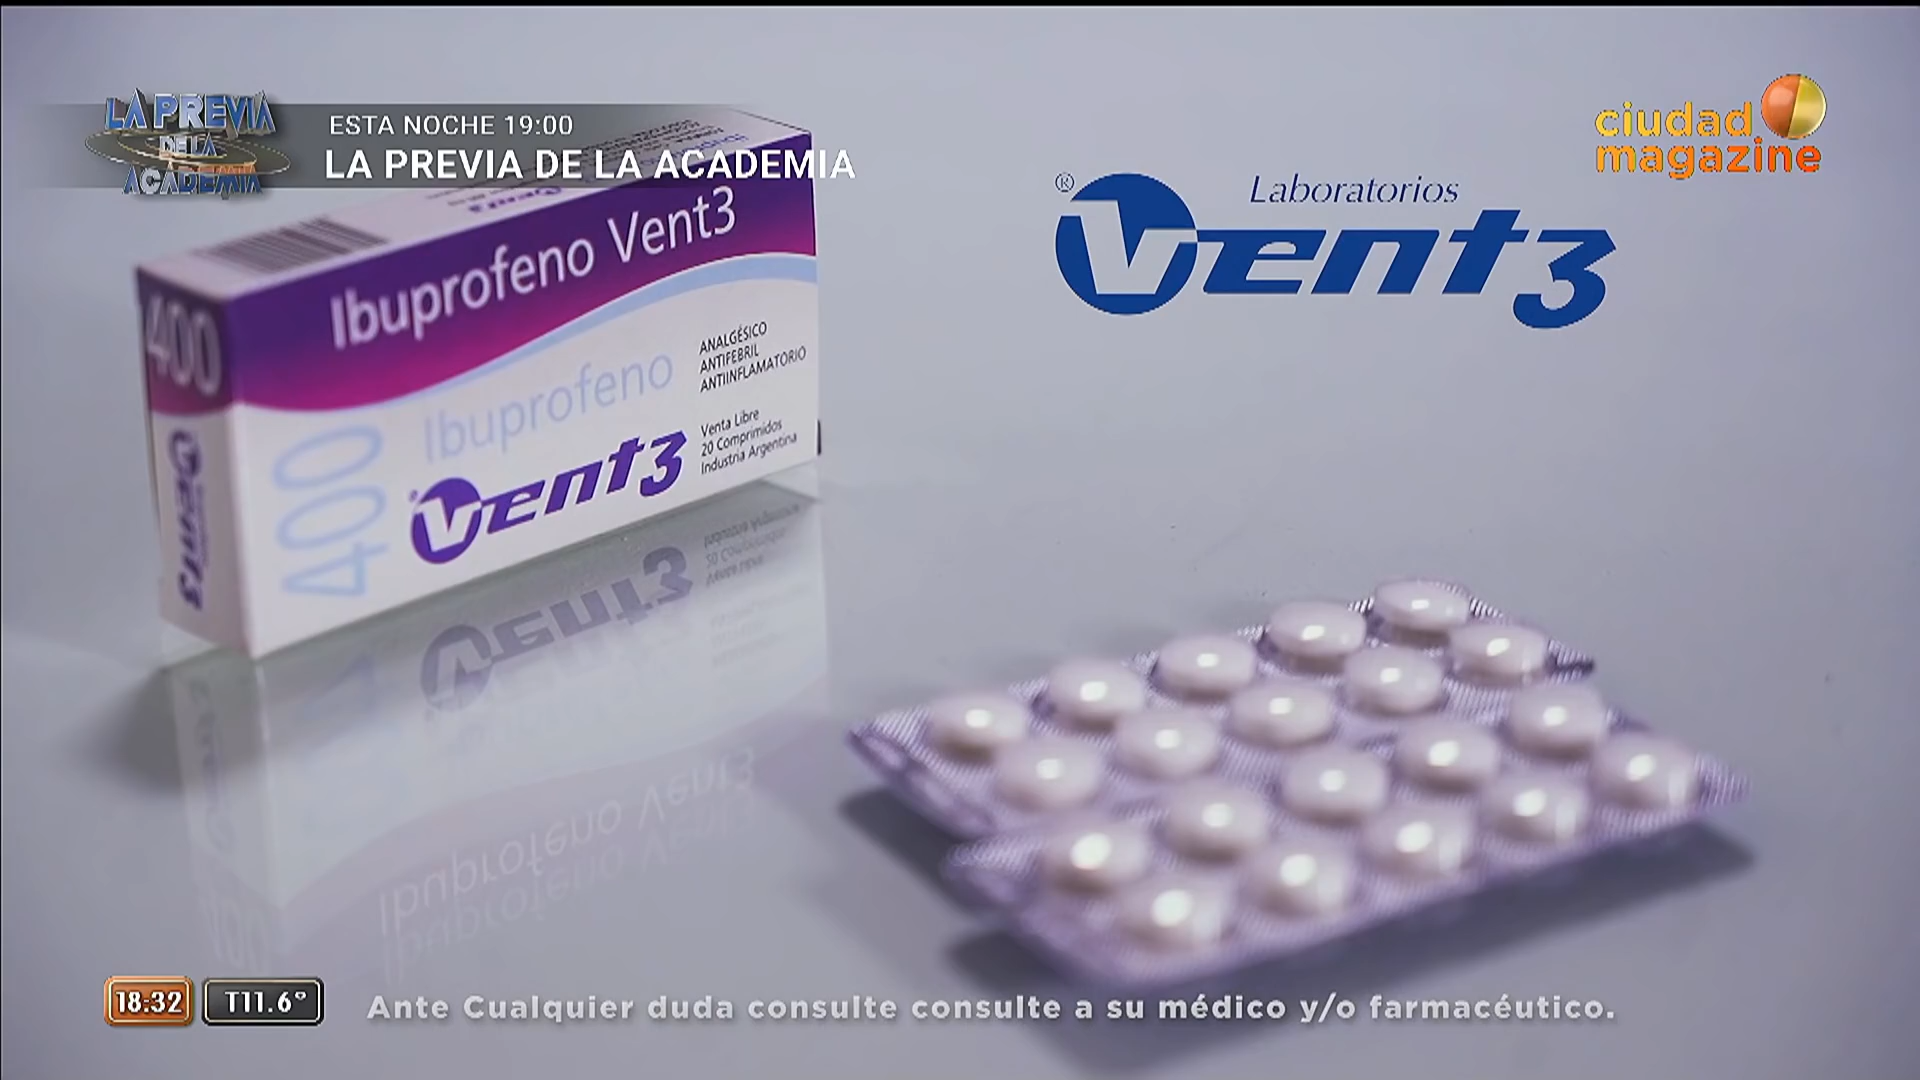 LA PREVIA
DE LA
ACADEMIA
ESTA NOCHE 19:00
LA PREVIA DE LA ACADEMIA
ciudad
magazine
® Laboratorios
Vent3
Ibuprofeno Vent3
400
ANALGÉSICO
ANTIFEBRIL
ANTIINFLAMATORIO
Ibuprofeno
400
Vent3
Venta Libre
20 Comprimidos
Industria Argentina
Vent3
18:32
T11.6°
Ante Cualquier duda consulte consulte a su médico y/o farmacéutico.